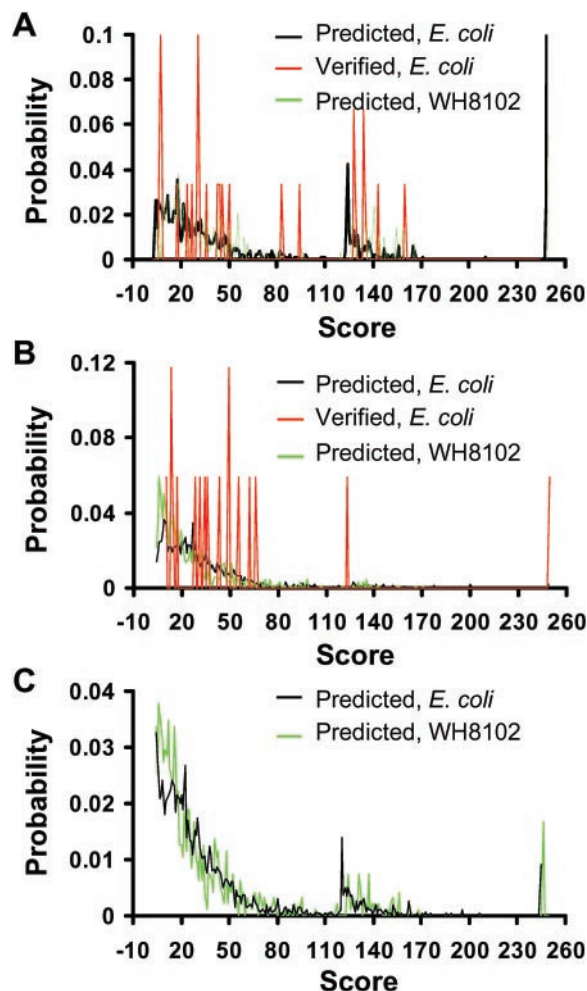 A
Probability
0.1
0.08
0.06
0.04
0.02
0
Predicted, E. coli
Verified, E. coli
Predicted, WH8102
-10 20 50 80 110 140 170 200 230 260
Score
B
Probability
0.12
0.08
0.04
0
Predicted, E. coli
Verified, E. coli
Predicted, WH8102
-10 20 50 80 110 140 170 200 230 260
Score
C
Probability
0.04
0.03
0.02
0.01
0
Predicted, E. coli
Predicted, WH8102
-10 20 50 80 110 140 170 200 230 260
Score